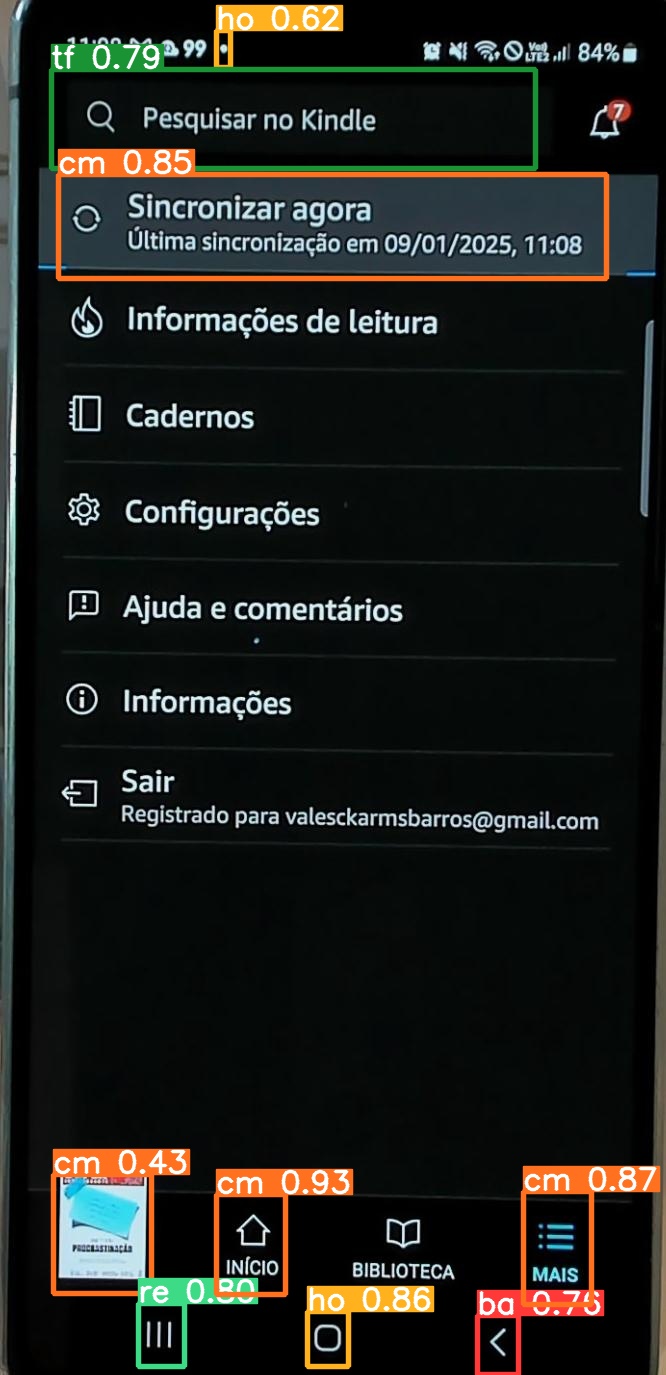 ho 0.62
99
84%
tf 0.79
Pesquisar no Kindle
7
cm 0.85
Sincronizar agora
Última sincronização em 09/01/2025, 11:08
Informações de leitura
Cadernos
Configurações
Ajuda e comentários
Informações
Sair
Registrado para valesckarmsbarros@gmail.com
cm 0.43
cm 0.93
cm 0.87
PROCRASTINAÇÃO
INÍCIO
BIBLIOTECA
MAIS
re 0.80
ho 0.86
ba 0.76